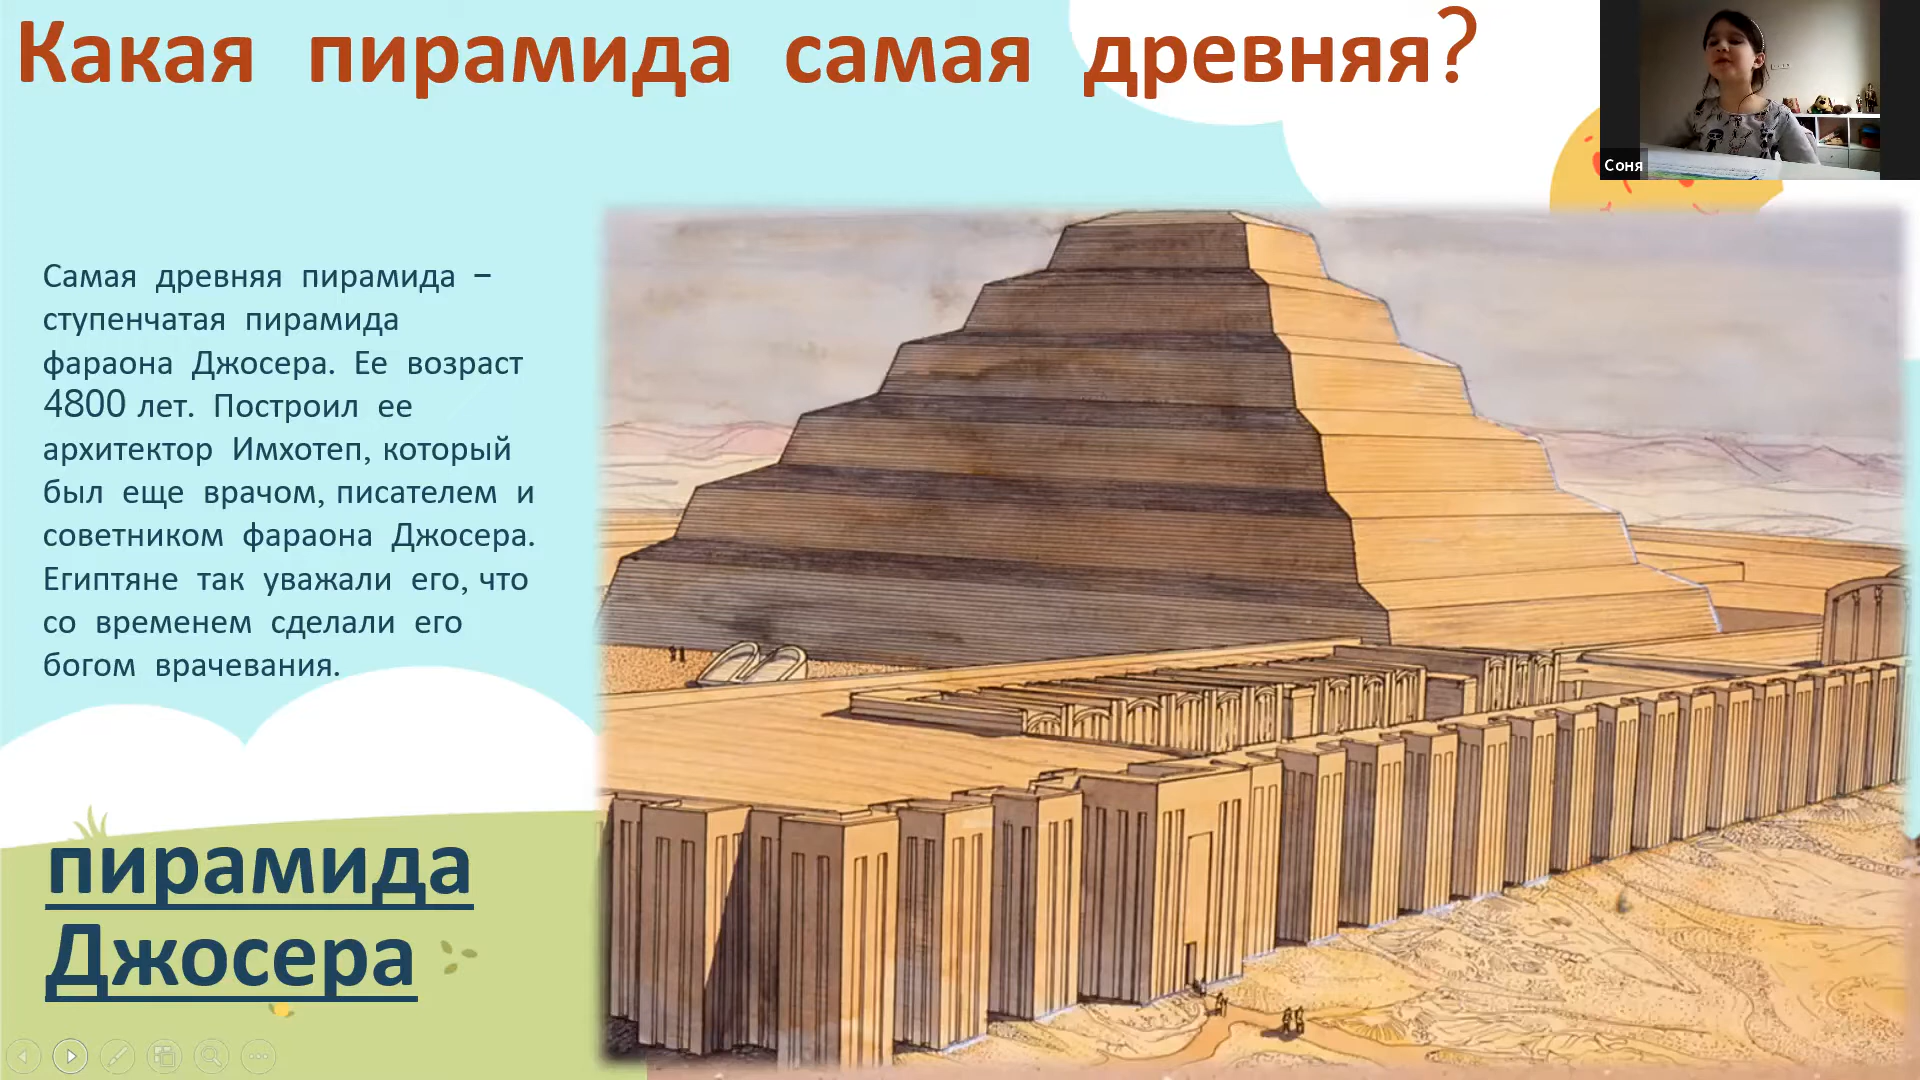 Какая пирамида самая древняя?
Соня
Самая древняя пирамида –
ступенчатая пирамида
фараона Джосера. Ее возраст
4800 лет. Построил ее
архитектор Имхотеп, который
был еще врачом, писателем и
советником фараона Джосера.
Египтяне так уважали его, что
со временем сделали его
богом врачевания.
пирамида
Джосера